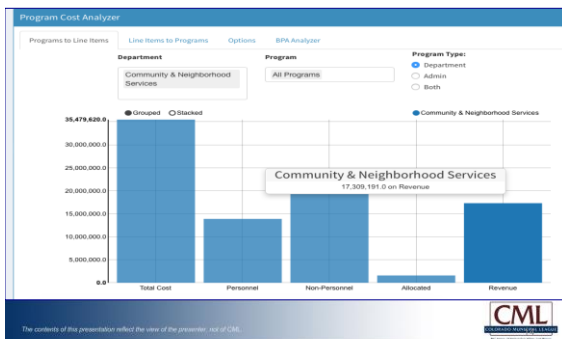 Program Cost Analyzer
Programs to Line Items
Line Items to Programs
Options
BPA Analyzer
Department
Program
Program Type:
Community & Neighborhood
Services
All Programs
Department
Admin
Both
Grouped
Stacked
Community & Neighborhood Services
35,479,620.0
30,000,000.0
25,000,000.0
20,000,000.0
15,000,000.0
10,000,000.0
5,000,000.0
0.0
Community & Neighborhood Services
17,309,191.0 on Revenue
Total Cost
Personnel
Non-Personnel
Allocated
Revenue
The contents of this presentation reflect the view of the presenter, not of CML.
CML
COLORADO MUNICIPAL LEAGUE